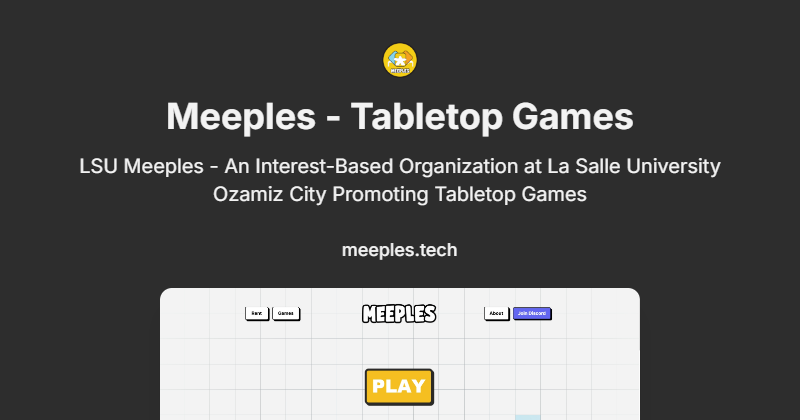 MEEPLES
Meeples - Tabletop Games
LSU Meeples - An Interest-Based Organization at La Salle University
Ozamiz City Promoting Tabletop Games
meeples.tech
Rent Games MEEPLES About Join Discord
PLAY